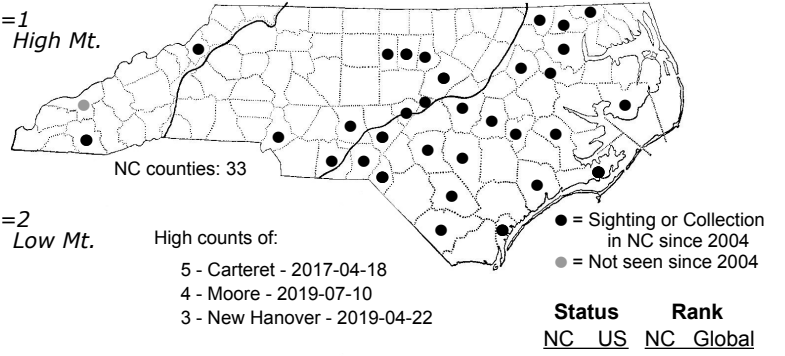 =1
High Mt.
NC counties: 33
=2
Low Mt.
High counts of:
5 - Carteret - 2017-04-18
4 - Moore - 2019-07-10
3 - New Hanover - 2019-04-22
= Sighting or Collection
in NC since 2004
= Not seen since 2004
Status Rank
NC US NC Global